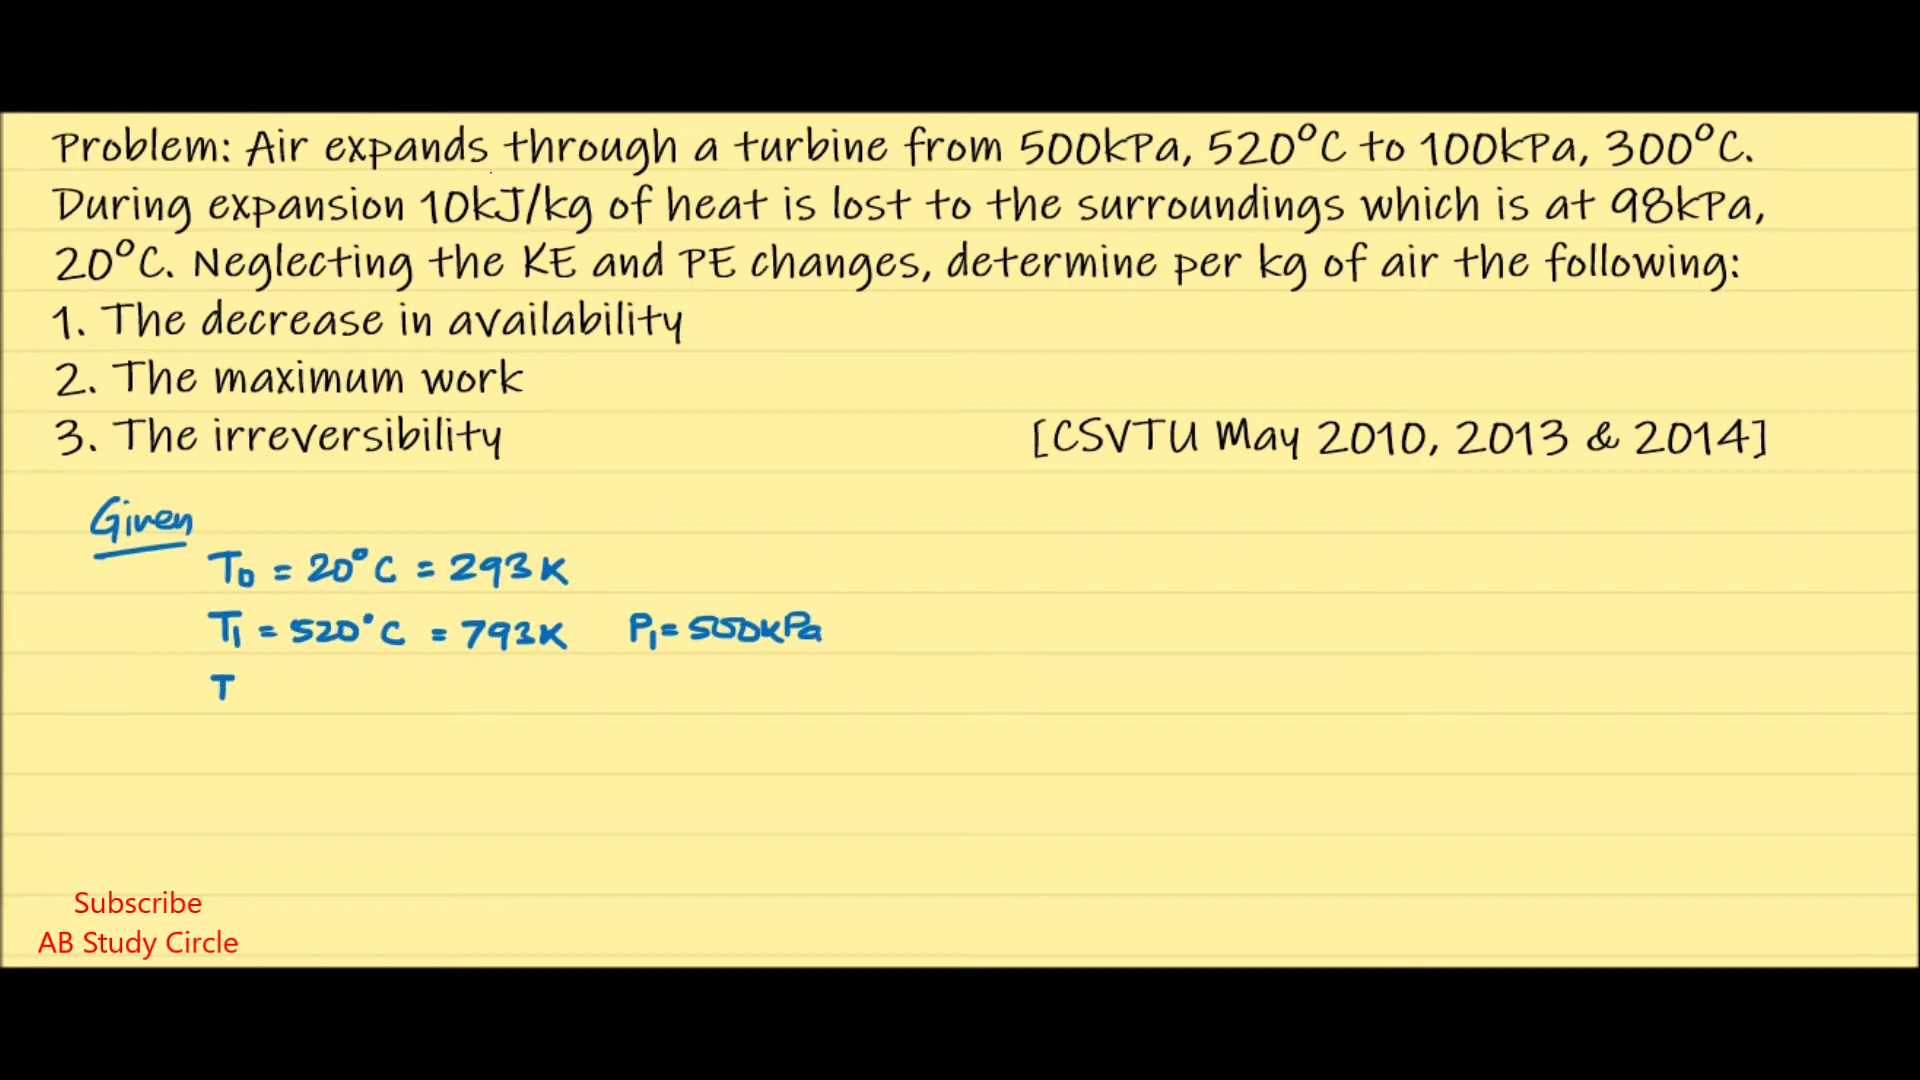 Problem: Air expands through a turbine from 500kPa, 520°C to 100kPa, 300°C.
During expansion 10kJ/kg of heat is lost to the surroundings which is at 98kPa,
20°C. Neglecting the KE and PE changes, determine per kg of air the following:
1. The decrease in availability
2. The maximum work
3. The irreversibility [CSVTU May 2010, 2013 & 2014]
Given
T₀ = 20°C = 293K
T₁ = 520°C = 793K P₁ = 500kPa
T
Subscribe
AB Study Circle